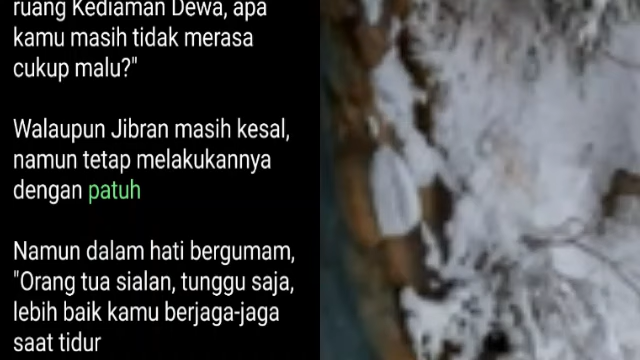 ruang Kediaman Dewa, apa
kamu masih tidak merasa
cukup malu?"
Walaupun Jibran masih kesal,
namun tetap melakukannya
dengan patuh
Namun dalam hati bergumam,
"Orang tua sialan, tunggu saja,
lebih baik kamu berjaga-jaga
saat tidur